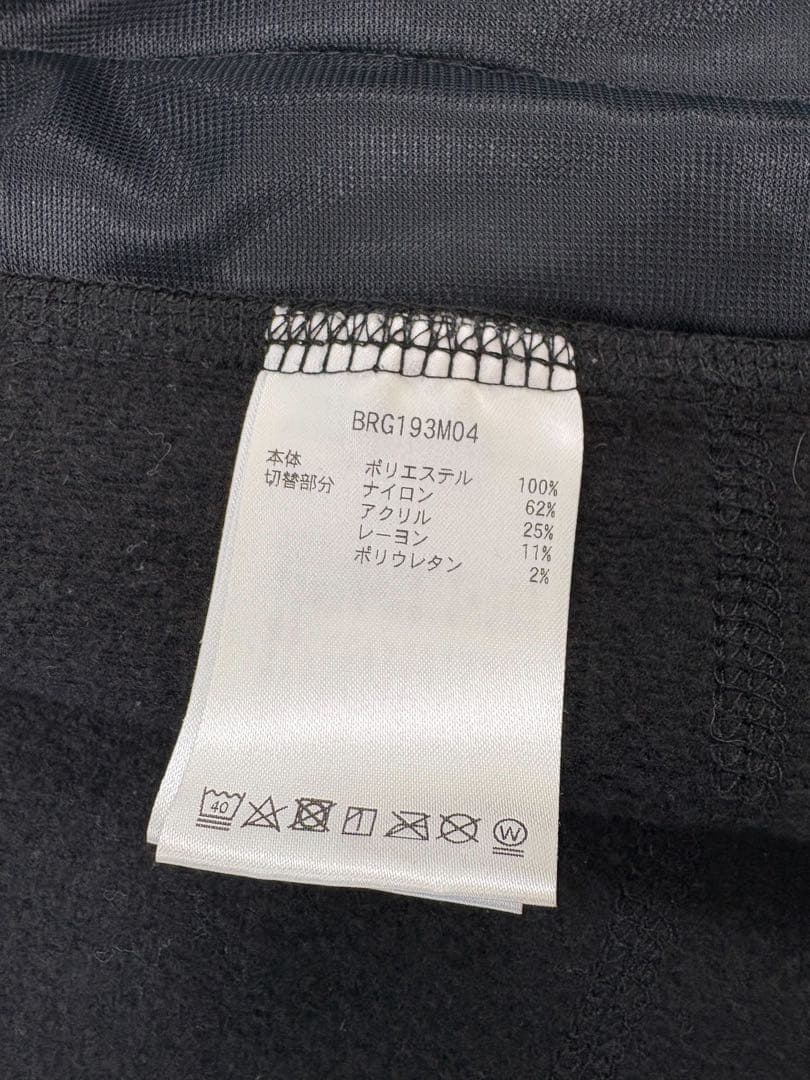 BRG193M04
本体 ポリエステル 100%
切替部分 ナイロン 62%
アクリル 25%
レーヨン 11%
ポリウレタン 2%
40 W